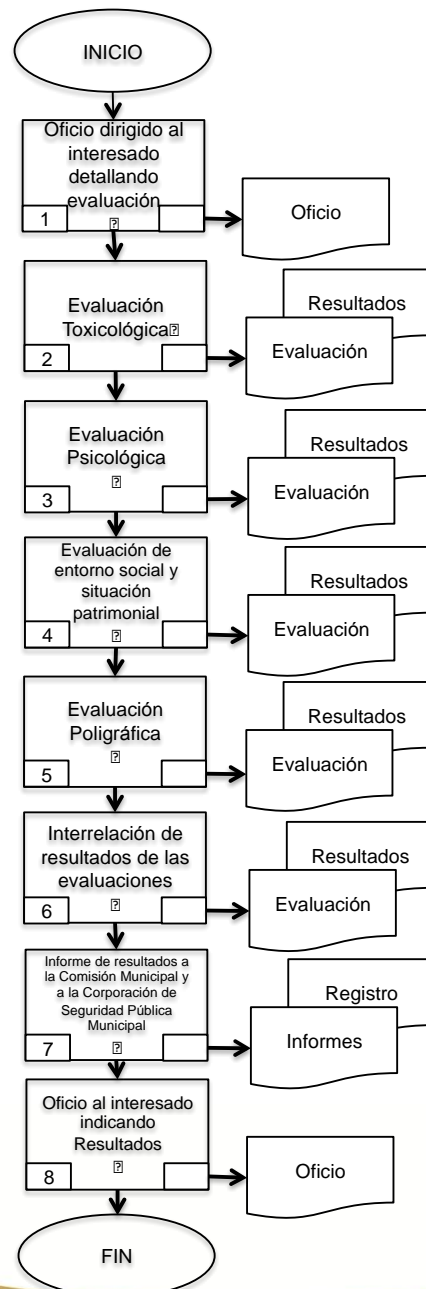 INICIO
Oficio dirigido al
interesado
detallando
evaluación
1
Oficio
Evaluación
Toxicológica
2
Resultados
Evaluación
Evaluación
Psicológica
3
Resultados
Evaluación
Evaluación de
entorno social y
situación
patrimonial
4
Resultados
Evaluación
Evaluación
Poligráfica
5
Resultados
Evaluación
Interrelación de
resultados de las
evaluaciones
6
Resultados
Evaluación
Informe de resultados a
la Comisión Municipal y
a la Corporación de
Seguridad Pública
Municipal
7
Registro
Informes
Oficio al interesado
indicando
Resultados
8
Oficio
FIN